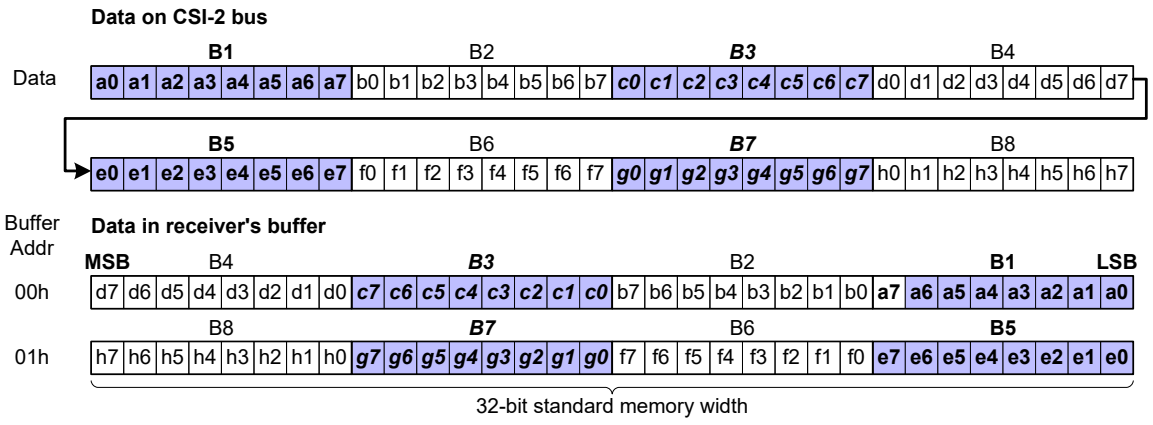 Data on CSI-2 bus
B1 B2 B3 B4
Data a0 a1 a2 a3 a4 a5 a6 a7 b0 b1 b2 b3 b4 b5 b6 b7 c0 c1 c2 c3 c4 c5 c6 c7 d0 d1 d2 d3 d4 d5 d6 d7
B5 B6 B7 B8
e0 e1 e2 e3 e4 e5 e6 e7 f0 f1 f2 f3 f4 f5 f6 f7 g0 g1 g2 g3 g4 g5 g6 g7 h0 h1 h2 h3 h4 h5 h6 h7
Buffer Addr
Data in receiver's buffer
MSB B4 B3 B2 B1 LSB
00h d7 d6 d5 d4 d3 d2 d1 d0 c7 c6 c5 c4 c3 c2 c1 c0 b7 b6 b5 b4 b3 b2 b1 b0 a7 a6 a5 a4 a3 a2 a1 a0
B8 B7 B6 B5
01h h7 h6 h5 h4 h3 h2 h1 h0 g7 g6 g5 g4 g3 g2 g1 g0 f7 f6 f5 f4 f3 f2 f1 f0 e7 e6 e5 e4 e3 e2 e1 e0
32-bit standard memory width